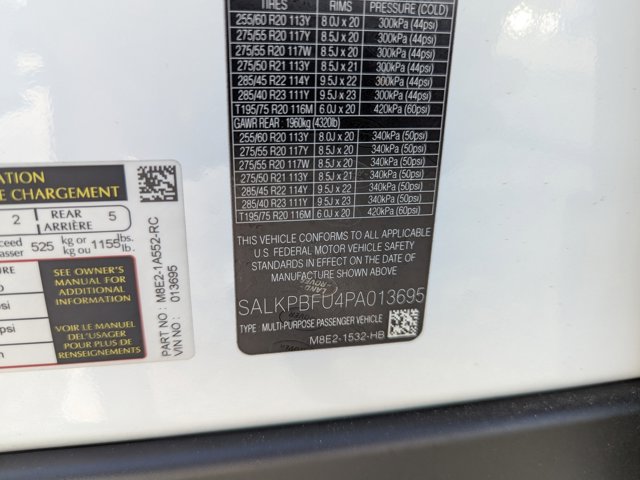 TIRES RIMS PRESSURE (COLD)
255/60 R20 113Y 8.0J x 20 300kPa (44psi)
275/55 R20 117Y 8.5J x 20 300kPa (44psi)
275/55 R20 117W 8.5J x 20 300kPa (44psi)
275/50 R21 113Y 8.5J x 21 300kPa (44psi)
285/45 R22 114Y 9.5J x 22 300kPa (44psi)
285/40 R23 111Y 9.5J x 23 300kPa (44psi)
T195/75 R20 116M 6.0J x 20 420kPa (60psi)
GAWR REAR 1960kg (4320lb)
255/60 R20 113Y 8.0J x 20 340kPa (50psi)
275/55 R20 117Y 8.5J x 20 340kPa (50psi)
275/55 R20 117W 8.5J x 20 340kPa (50psi)
275/50 R21 113Y 8.5J x 21 340kPa (50psi)
285/45 R22 114Y 9.5J x 22 340kPa (50psi)
285/40 R23 111Y 9.5J x 23 340kPa (50psi)
T195/75 R20 116M 6.0J x 20 420kPa (60psi)
THIS VEHICLE CONFORMS TO ALL APPLICABLE
U.S. FEDERAL MOTOR VEHICLE SAFETY
STANDARDS IN EFFECT ON THE DATE OF
MANUFACTURE SHOWN ABOVE
SALKPBFU4PA013695
TYPE MULTI-PURPOSE PASSENGER VEHICLE
M8E2-1532-HB
ATION
E CHARGEMENT
2 REAR 5
ARRIÈRE
xceed 525 kg or 1155 lbs.
asser kg ou lb.
SEE OWNER'S
MANUAL FOR
ADDITIONAL
INFORMATION
VOIR LE MANUEL
DEL'USAGER
POUR PLUS DE
RENSEIGNEMENTS
PART NO : M8E2-1A552-RC
VIN NO : 013695